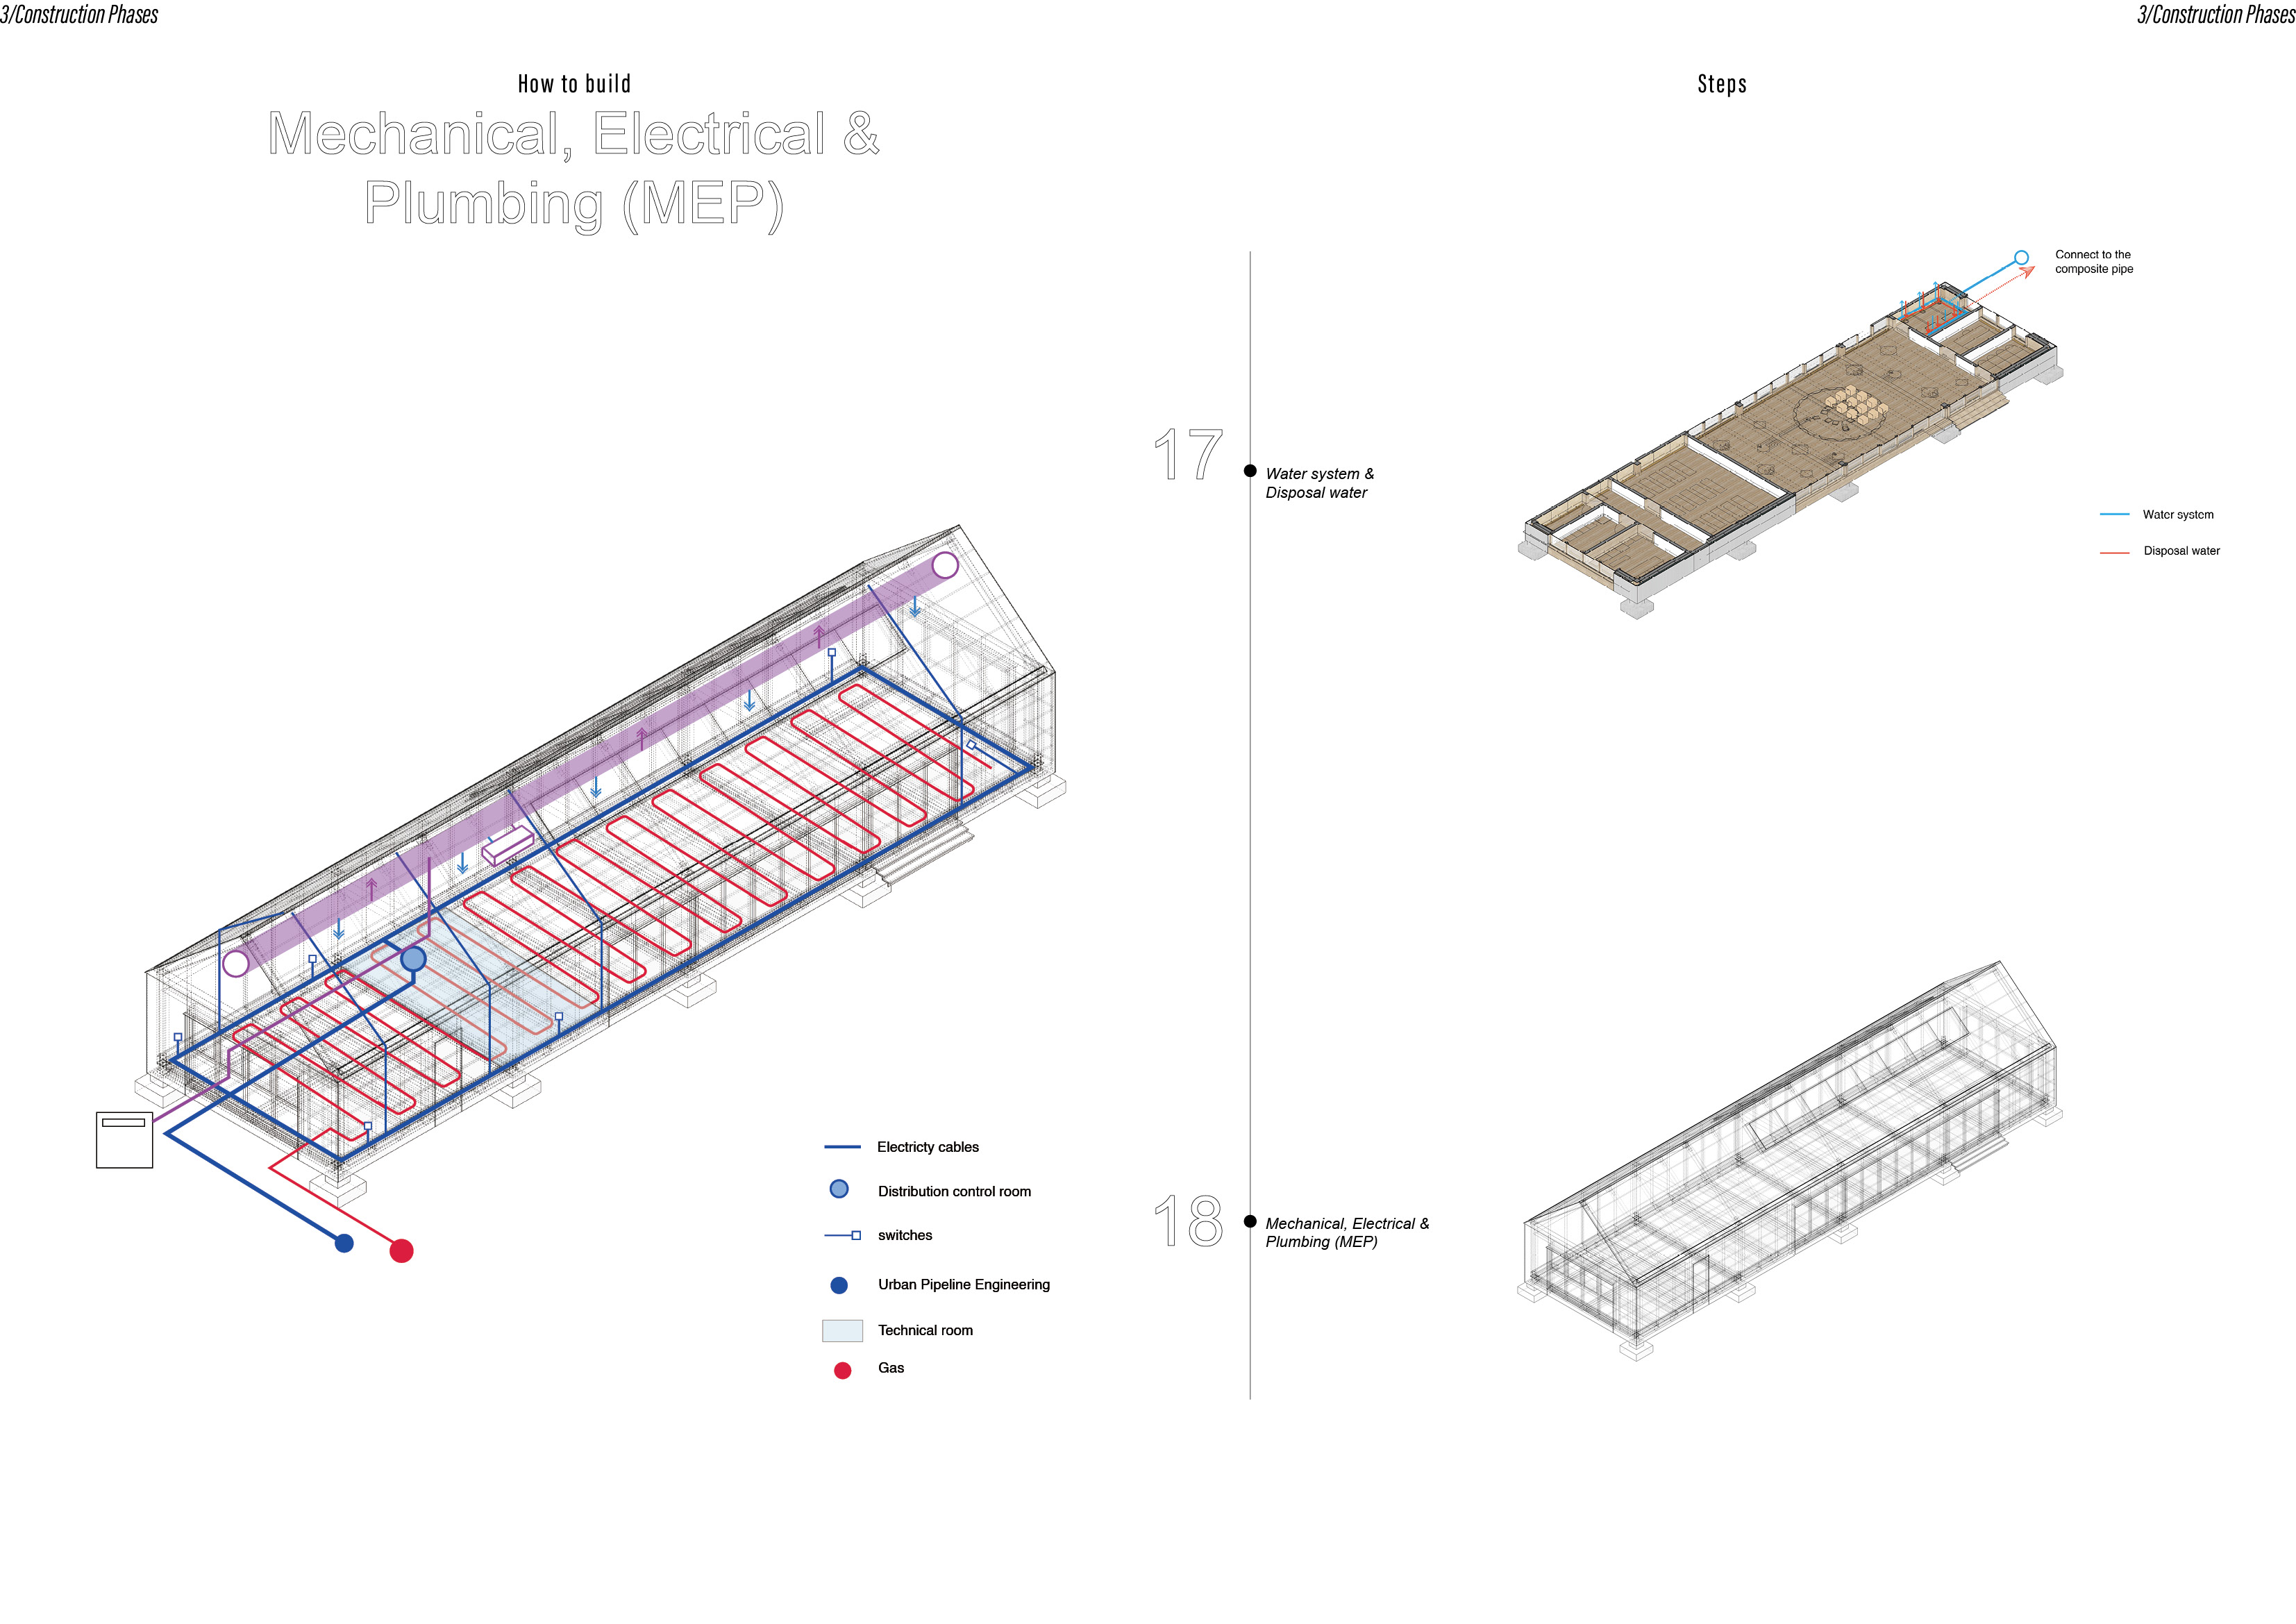 3/Construction Phases
3/Construction Phases
How to build
Mechanical, Electrical &
Plumbing (MEP)
Electricty cables
Distribution control room
switches
Urban Pipeline Engineering
Technical room
Gas
Steps
17
Water system &
Disposal water
Connect to the
composite pipe
Water system
Disposal water
18
Mechanical, Electrical &
Plumbing (MEP)